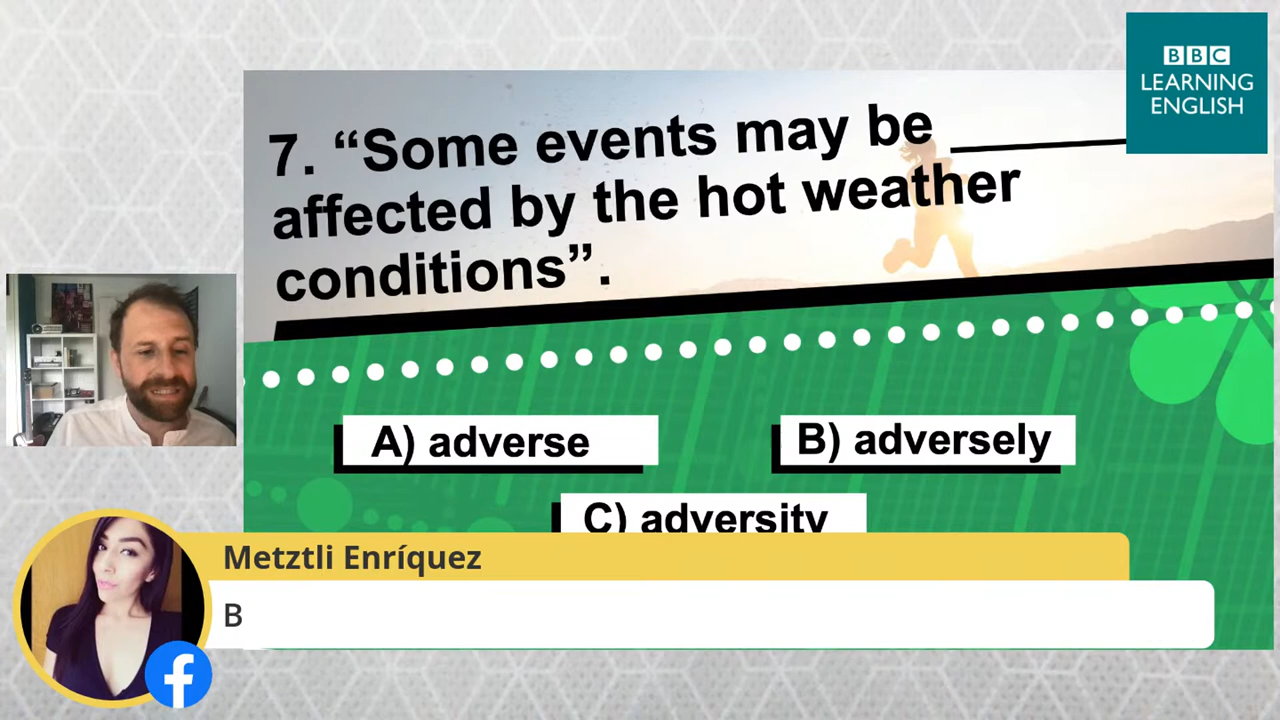 BBC
LEARNING
ENGLISH
7. “Some events may be ________
affected by the hot weather
conditions”.
A) adverse
B) adversely
C) adversity
Metztli Enríquez
B